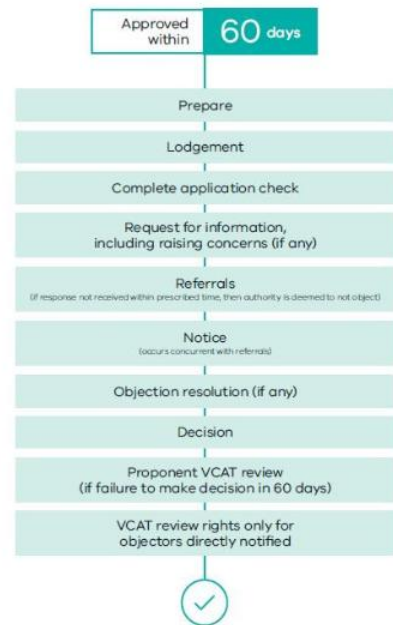 Approved
within
60 days
Prepare
Lodgement
Complete application check
Request for information,
including raising concerns (if any)
Referrals
(if response not received within prescribed time, then authority is deemed to not object)
Notice
(occurs concurrent with referrals)
Objection resolution (if any)
Decision
Proponent VCAT review
(if failure to make decision in 60 days)
VCAT review rights only for
objectors directly notified